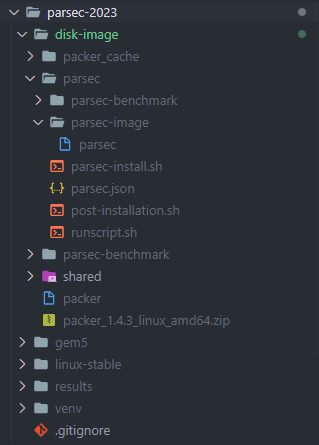 parsec-2023
disk-image
packer_cache
parsec
parsec-benchmark
parsec-image
parsec
parsec-install.sh
parsec.json
post-installation.sh
runscript.sh
parsec-benchmark
shared
packer
packer_1.4.3_linux_amd64.zip
gem5
linux-stable
results
venv
.gitignore